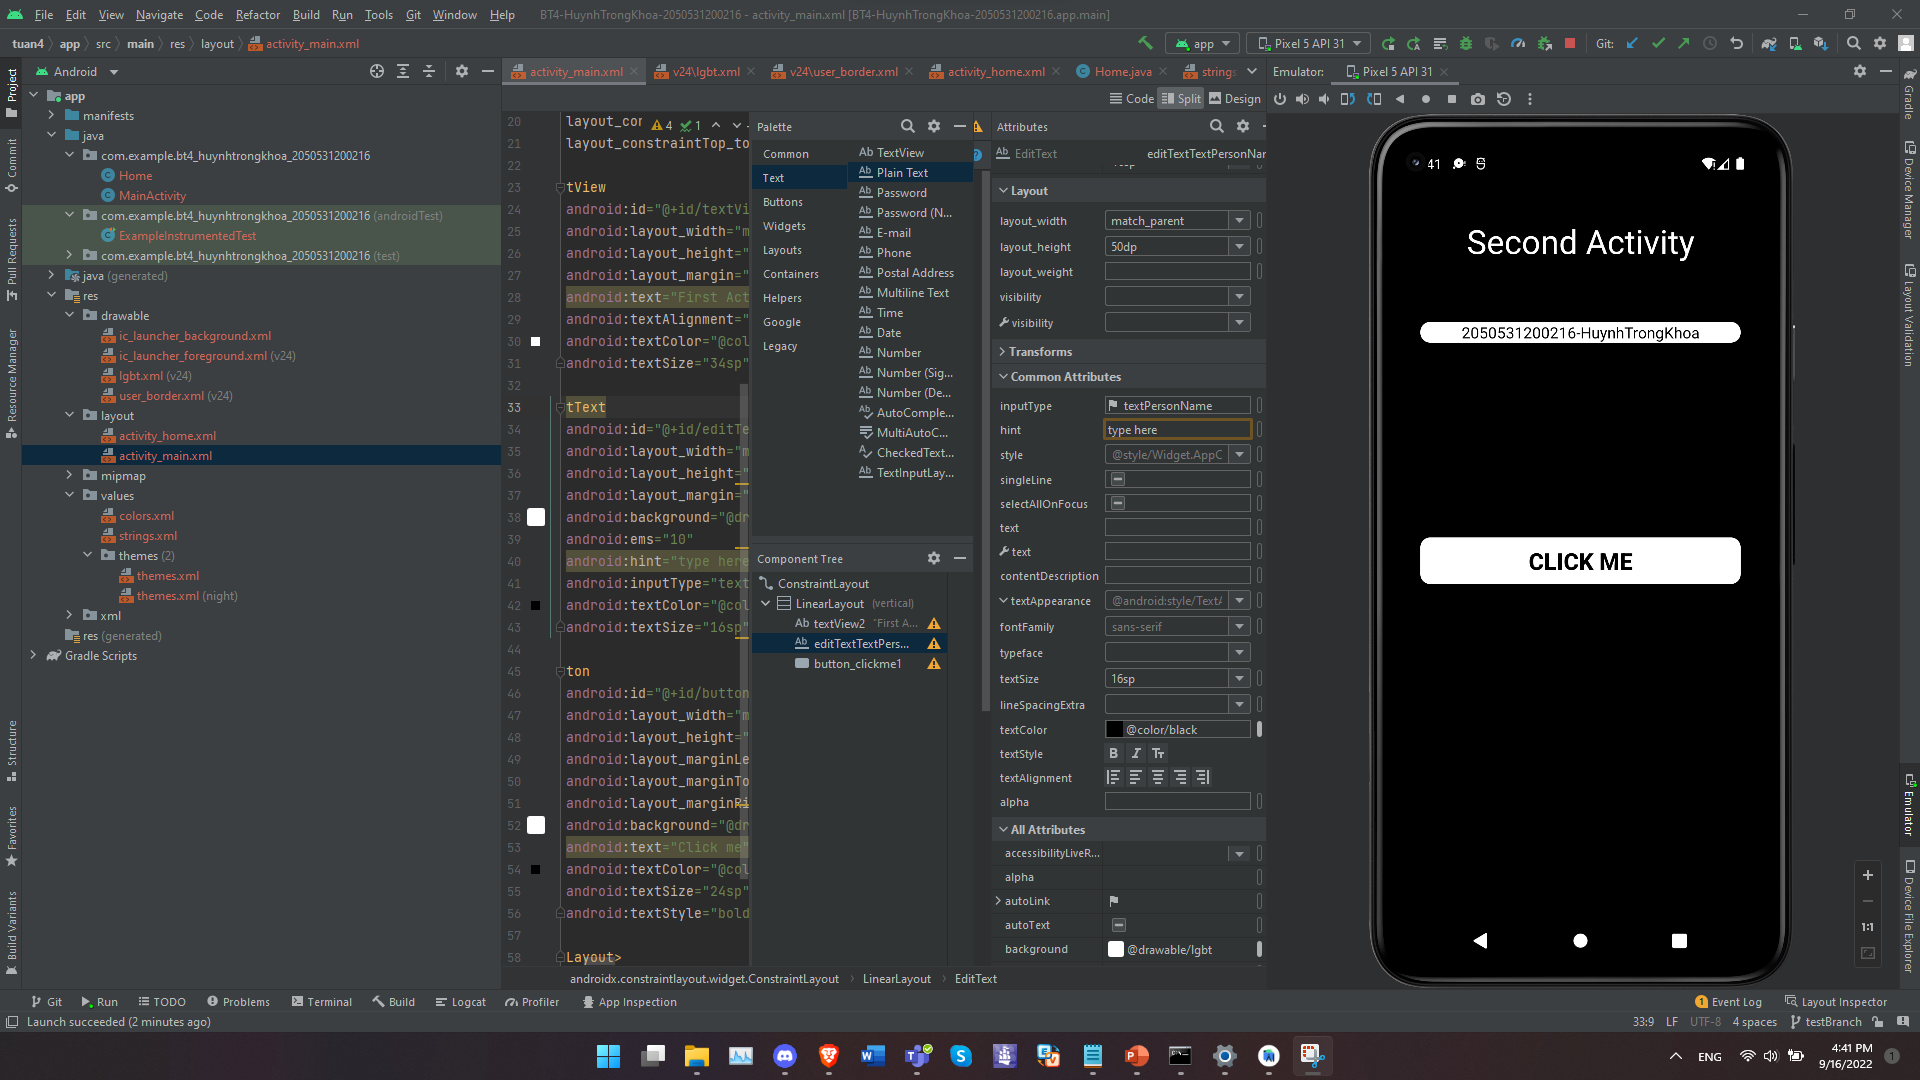 File Edit View Navigate Code Refactor Build Run Tools Git Window Help BT4-HuynhTrongKhoa-2050531200216 - activity_main.xml [BT4-HuynhTrongKhoa-2050531200216.app.main]
tuan4 app src main res layout activity_main.xml
app Pixel 5 API 31 Git:
Android
activity_main.xml v24\lgbt.xml v24\user_border.xml activity_home.xml Home.java strings
Emulator: Pixel 5 API 31
Code Split Design
Project
Commit
Pull Requests
Resource Manager
Structure
Favorites
Build Variants
app
manifests
java
com.example.bt4_huynhtrongkhoa_2050531200216
Home
MainActivity
com.example.bt4_huynhtrongkhoa_2050531200216 (androidTest)
ExampleInstrumentedTest
com.example.bt4_huynhtrongkhoa_2050531200216 (test)
java (generated)
res
drawable
ic_launcher_background.xml
ic_launcher_foreground.xml (v24)
lgbt.xml (v24)
user_border.xml (v24)
layout
activity_home.xml
activity_main.xml
mipmap
values
colors.xml
strings.xml
themes (2)
themes.xml
themes.xml (night)
xml
res (generated)
Gradle Scripts
4 1
20 layout_cor
21 layout_constraintTop_to
22
23 tView
24 android:id="@+id/textVi
25 android:layout_width="m
26 android:layout_height="
27 android:layout_margin="
28 android:text="First Act
29 android:textAlignment="
30 android:textColor="@col
31 android:textSize="34sp"
32
33 tText
34 android:id="@+id/editTe
35 android:layout_width="m
36 android:layout_height="
37 android:layout_margin="
38 android:background="@dr
39 android:ems="10"
40 android:hint="type here
41 android:inputType="text
42 android:textColor="@col
43 android:textSize="16sp"
44
45 ton
46 android:id="@+id/button
47 android:layout_width="m
48 android:layout_height="
49 android:layout_marginLe
50 android:layout_marginTo
51 android:layout_marginRi
52 android:background="@dr
53 android:text="Click me"
54 android:textColor="@col
55 android:textSize="24sp"
56 android:textStyle="bold
57
58 Layout>
Palette
Common
Text
Buttons
Widgets
Layouts
Containers
Helpers
Google
Legacy
Ab TextView
Ab Plain Text
Ab Password
Ab Password (N...
Ab E-mail
Ab Phone
Ab Postal Address
Ab Multiline Text
Ab Time
Ab Date
Ab Number
Ab Number (Sig...
Ab Number (De...
AutoComple...
MultiAutoC...
CheckedText...
Ab TextInputLay...
Component Tree
ConstraintLayout
LinearLayout (vertical)
Ab textView2 "First A...
Ab editTextTextPers...
button_clickme1
Attributes
Ab EditText editTextTextPersonNar
Layout
layout_width match_parent
layout_height 50dp
layout_weight
visibility
visibility
Transforms
Common Attributes
inputType textPersonName
hint type here
style @style/Widget.AppC
singleLine
selectAllOnFocus
text
text
contentDescription
textAppearance @android:style/TextA
fontFamily sans-serif
typeface
textSize 16sp
lineSpacingExtra
textColor @color/black
textStyle B I Tt
textAlignment
alpha
All Attributes
accessibilityLiveR...
alpha
autoLink
autoText
background @drawable/lgbt
41
Second Activity
2050531200216-HuynhTrongKhoa
CLICK ME
1:1
Gradle
Device Manager
Layout Validation
Emulator
Device File Explorer
androidx.constraintlayout.widget.ConstraintLayout LinearLayout EditText
Git Run TODO Problems Terminal Build Logcat Profiler App Inspection
1 Event Log Layout Inspector
Launch succeeded (2 minutes ago)
33:9 LF UTF-8 4 spaces testBranch
ENG 4:41 PM
9/16/2022 1